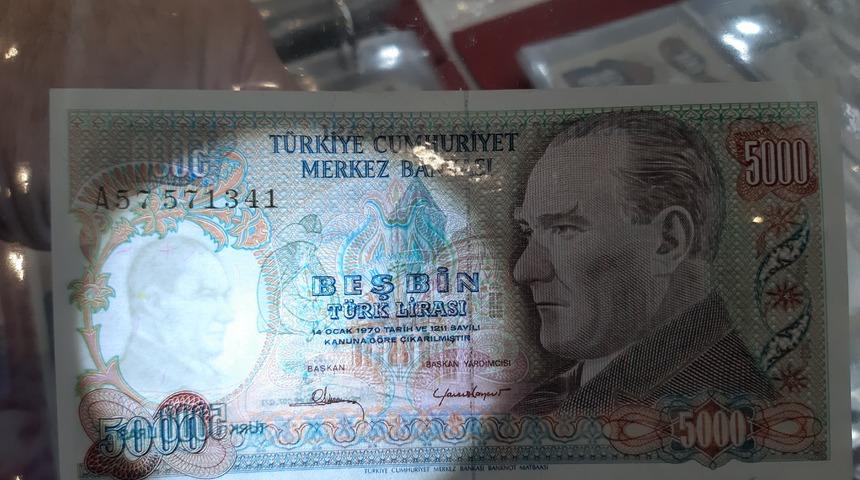 TÜRKİYE CUMHURİYET
MERKEZ BANKASI
5000
A57571341
BEŞ BİN
TÜRK LİRASI
14 OCAK 1970 TARİH VE 1211 SAYILI
KANUNA GÖRE ÇIKARILMIŞTIR
BAŞKAN
BAŞKAN YARDIMCISI
5000
5000
TÜRKİYE CUMHURİYET MERKEZ BANKASI BANKNOT MATBAASI